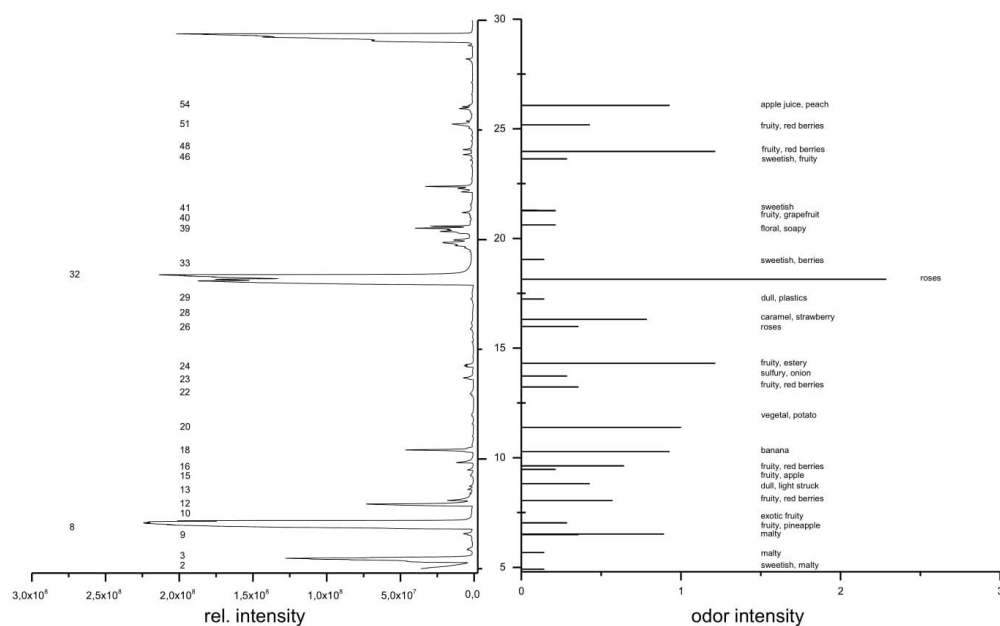 30
54
apple juice, peach
51
25
fruity, red berries
48
fruity, red berries
46
sweetish, fruity
41
sweetish
40
fruity, grapefruit
39
floral, soapy
20
33
sweetish, berries
32
roses
29
dull, plastics
28
caramel, strawberry
26
roses
15
24
fruity, estery
23
sulfury, onion
22
fruity, red berries
20
vegetal, potato
18
banana
10
16
fruity, red berries
15
fruity, apple
13
dull, light struck
12
fruity, red berries
10
exotic fruity
8
fruity, pineapple
9
malty
3
malty
2
sweetish, malty
5
3,0x10⁸ 2,5x10⁸ 2,0x10⁸ 1,5x10⁸ 1,0x10⁸ 5,0x10⁷ 0,0 0 1 2 3
rel. intensity odor intensity